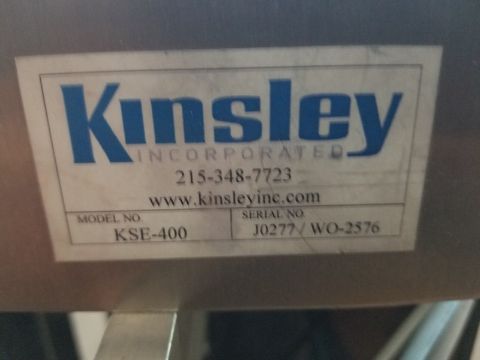 Kinsley
INCORPORATED
215-348-7723
www.kinsleyinc.com
MODEL NO. SERIAL NO.
KSE-400 J0277 / WO-2576